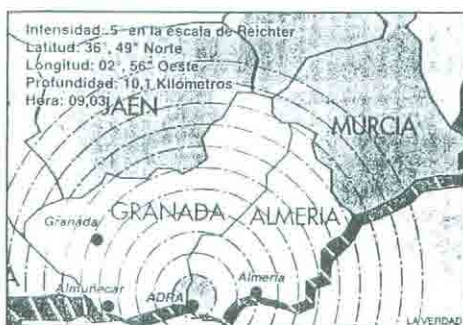 Intensidad: 5 en la escala de Reichter
Latitud: 36°, 49° Norte
Longitud: 02°, 56° Oeste
Profundidad: 10,1 Kilómetros
Hora: 09,03
JAEN
MURCIA
GRANADA
ALMERIA
Granada
Almería
Almuñecar
ADRA
A
LA VERDAD